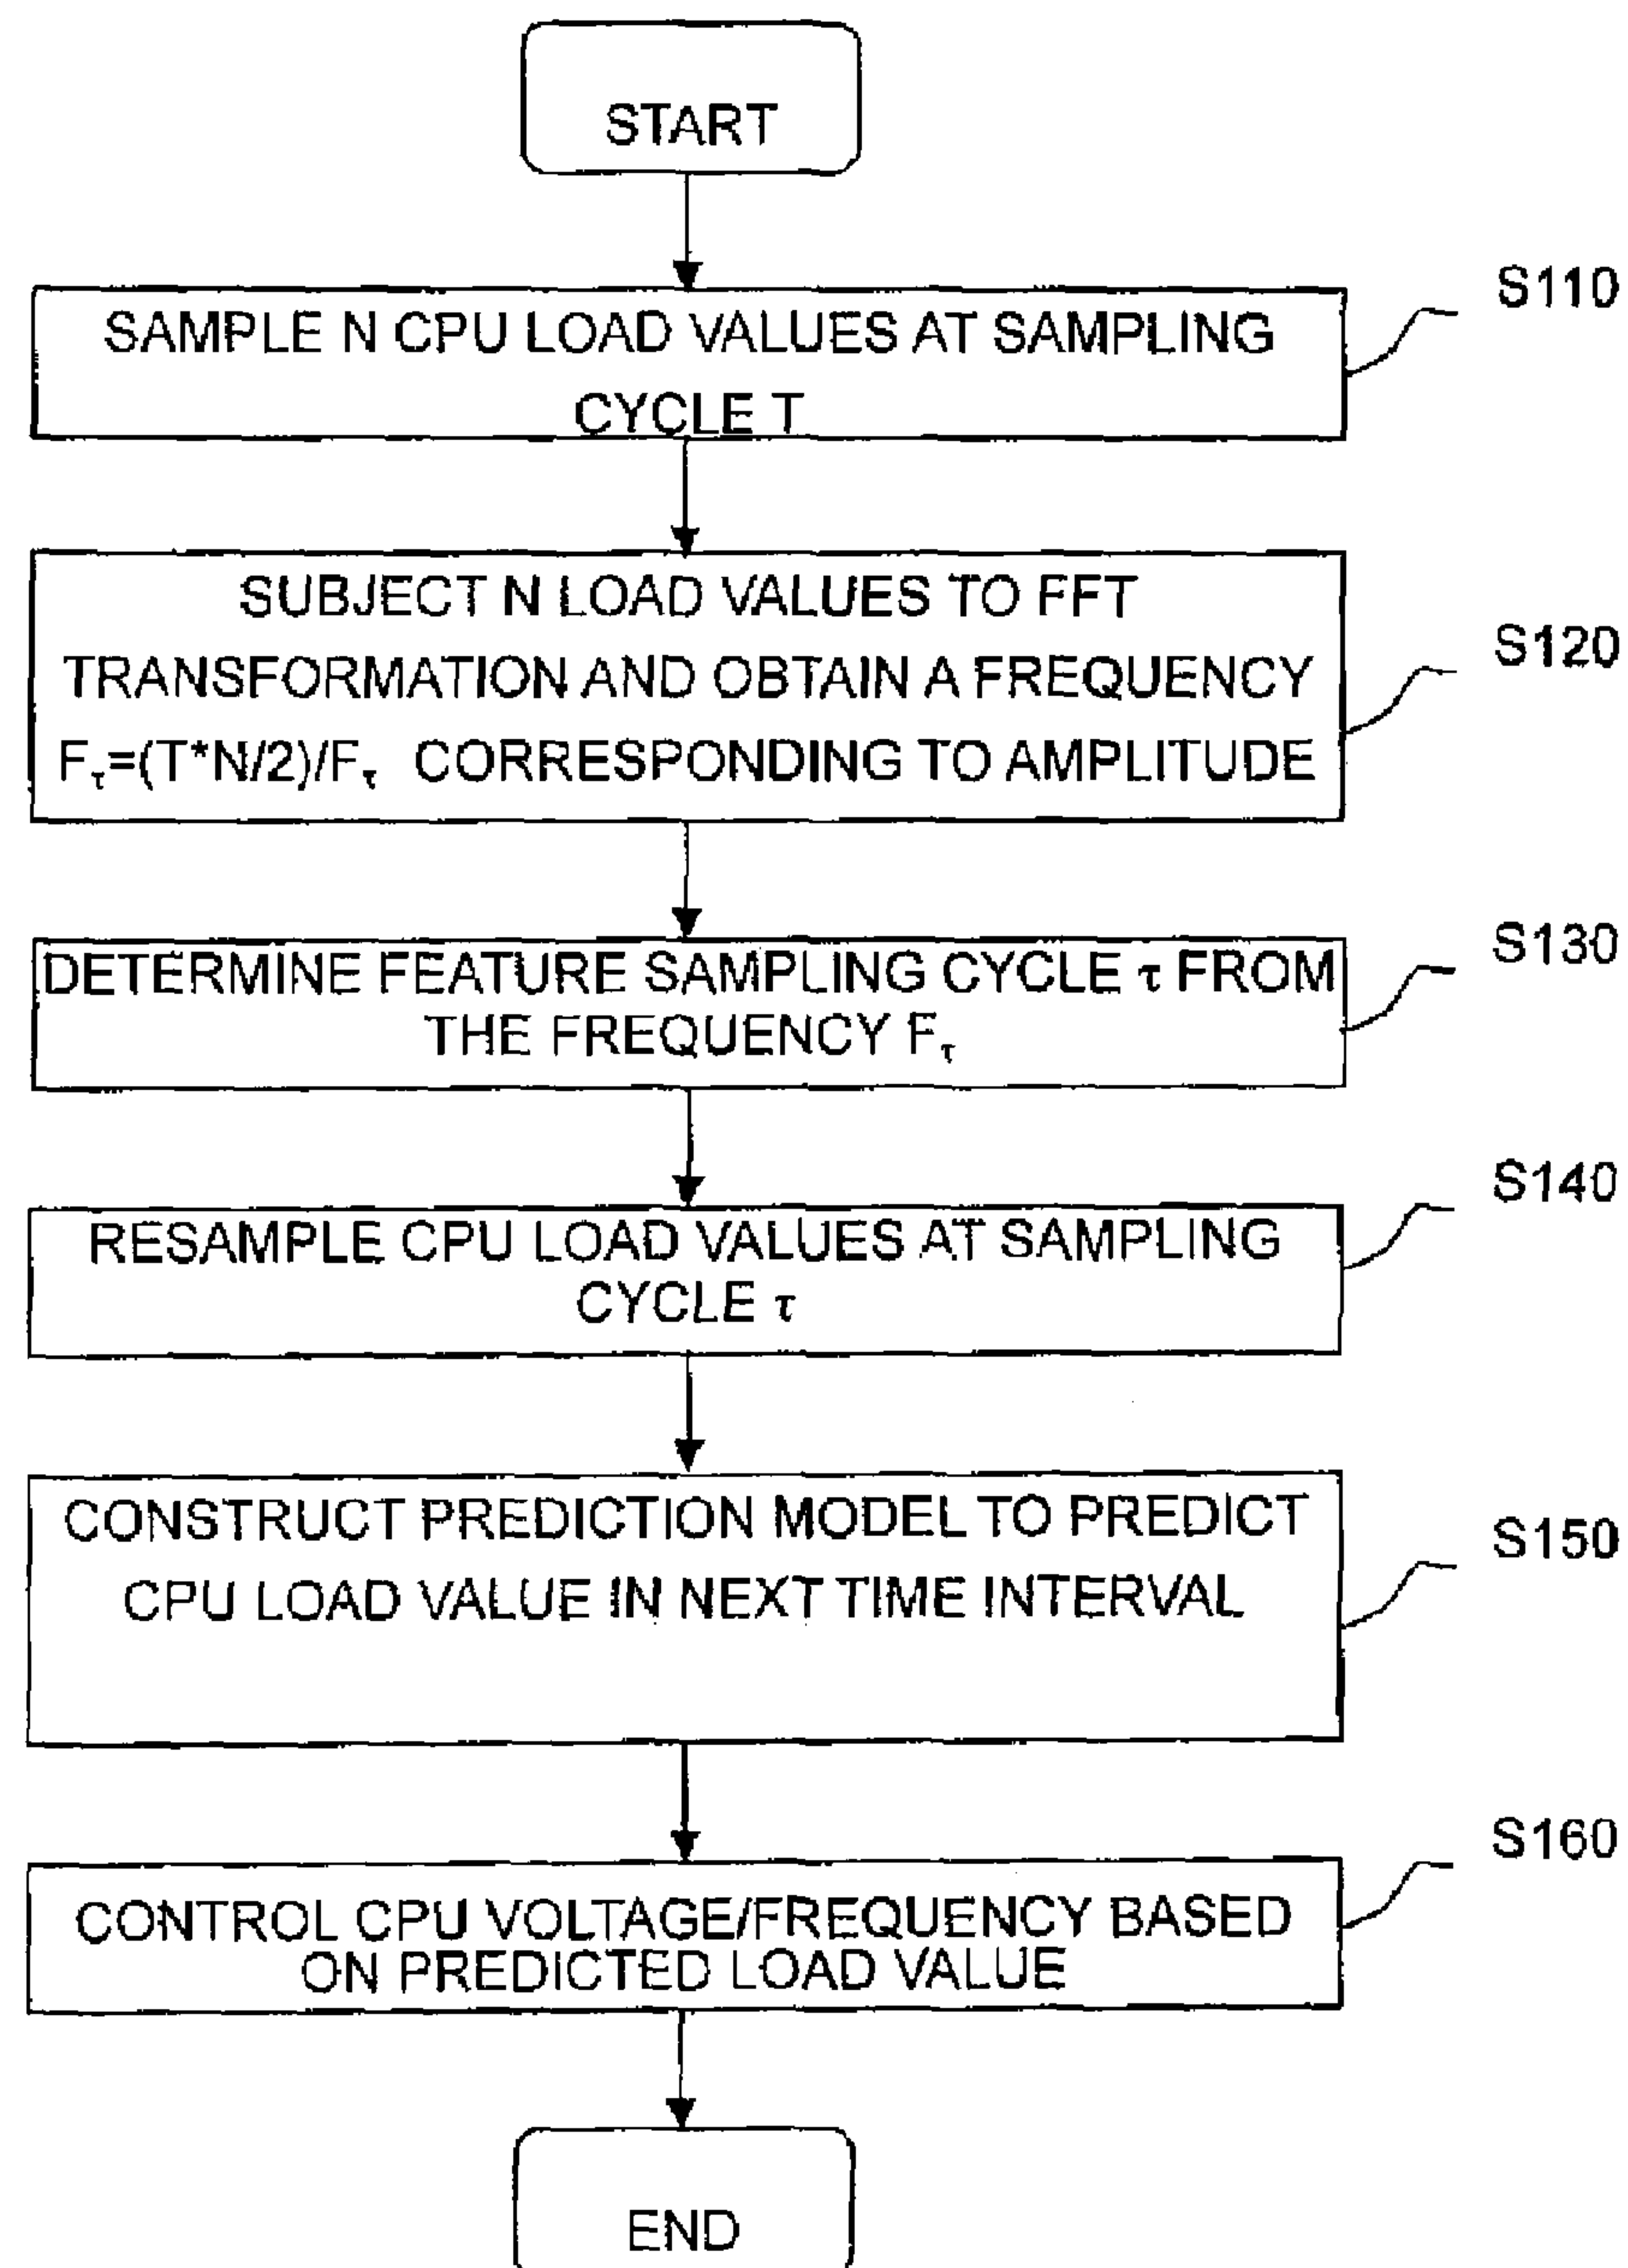 START
S110
SAMPLE N CPU LOAD VALUES AT SAMPLING
CYCLE T
SUBJECT N LOAD VALUES TO FFT
S120
TRANSFORMATION AND OBTAIN A FREQUENCY
Fτ=(T*N/2)/Fτ CORRESPONDING TO AMPLITUDE
S130
DETERMINE FEATURE SAMPLING CYCLE τ FROM
THE FREQUENCY Fτ
S140
RESAMPLE CPU LOAD VALUES AT SAMPLING
CYCLE τ
CONSTRUCT PREDICTION MODEL TO PREDICT
S150
CPU LOAD VALUE IN NEXT TIME INTERVAL
S160
CONTROL CPU VOLTAGE/FREQUENCY BASED
ON PREDICTED LOAD VALUE
END